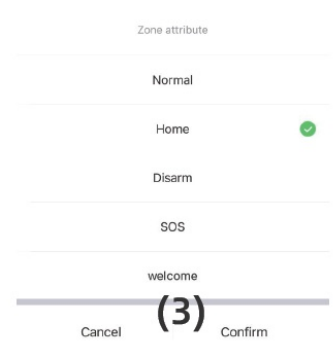 Zone attribute
Normal
Home
Disarm
SOS
welcome
(3)
Cancel Confirm